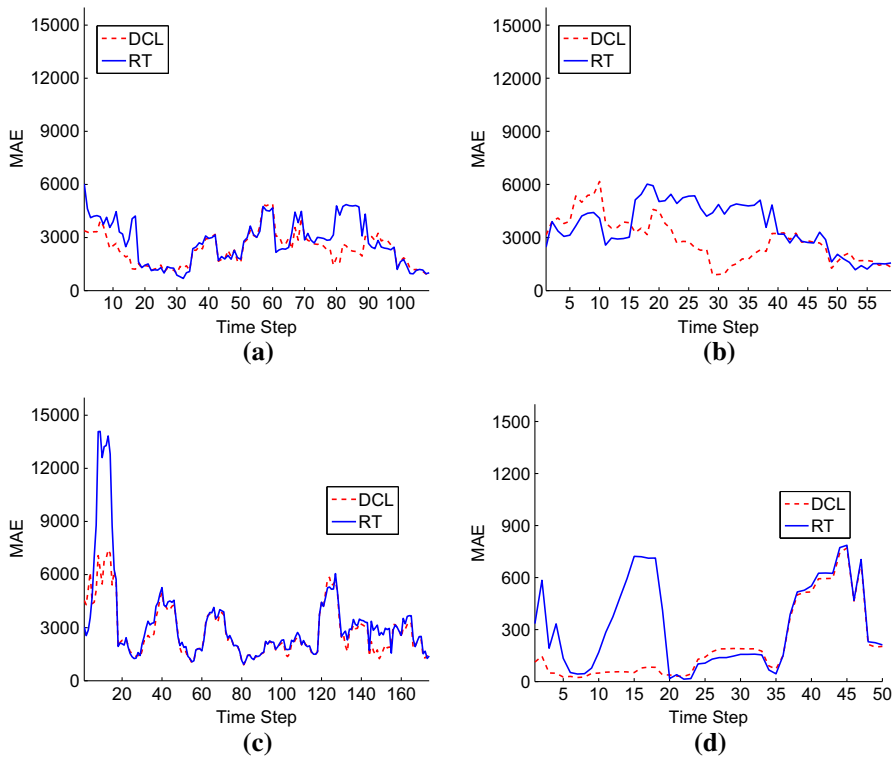 15000
12000
9000
6000
3000
0
MAE
DCL
RT
10 20 30 40 50 60 70 80 90 100
Time Step
(a)
15000
12000
9000
6000
3000
0
MAE
DCL
RT
5 10 15 20 25 30 35 40 45 50 55
Time Step
(b)
15000
12000
9000
6000
3000
0
MAE
DCL
RT
20 40 60 80 100 120 140 160
Time Step
(c)
1500
1200
900
600
300
0
MAE
DCL
RT
5 10 15 20 25 30 35 40 45 50
Time Step
(d)